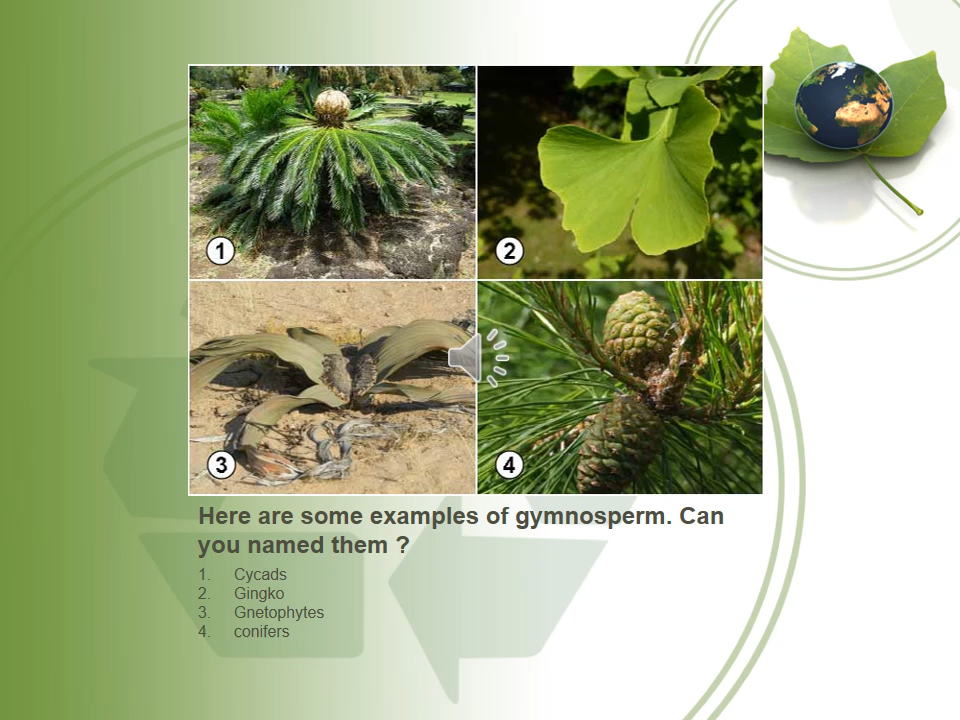 1
2
3
4
Here are some examples of gymnosperm. Can
you named them ?
1. Cycads
2. Gingko
3. Gnetophytes
4. conifers